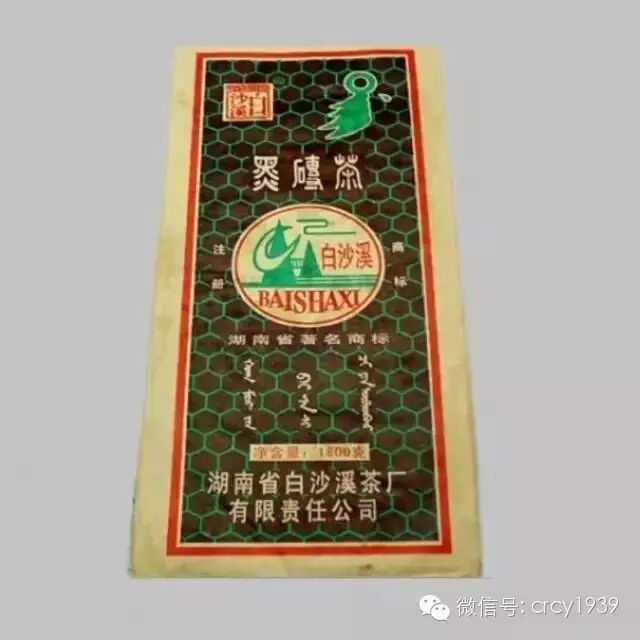 白沙溪
黑磚茶
注册
商标
白沙溪
BAISHAXI
湖南省著名商标
净含量：1800克
湖南省白沙溪茶厂
有限责任公司
微信号: crcy1939